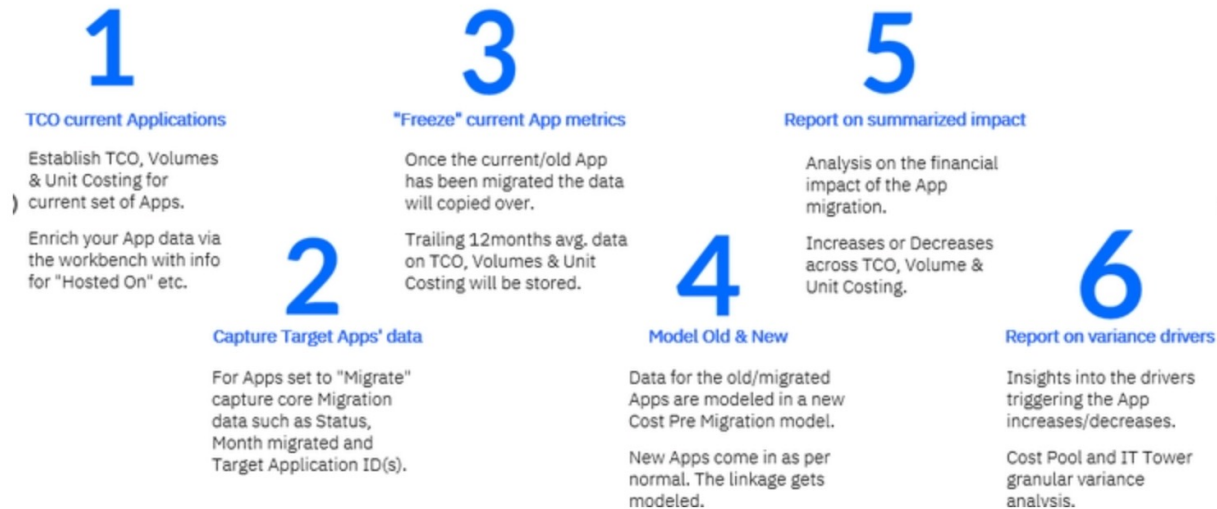 1
TCO current Applications
Establish TCO, Volumes
& Unit Costing for
current set of Apps.
Enrich your App data via
the workbench with info
for "Hosted On" etc.
2
Capture Target Apps' data
For Apps set to "Migrate"
capture core Migration
data such as Status,
Month migrated and
Target Application ID(s).
3
"Freeze" current App metrics
Once the current/old App
has been migrated the data
will copied over.
Trailing 12months avg. data
on TCO, Volumes & Unit
Costing will be stored.
4
Model Old & New
Data for the old/migrated
Apps are modeled in a new
Cost Pre Migration model.
New Apps come in as per
normal. The linkage gets
modeled.
5
Report on summarized impact
Analysis on the financial
impact of the App
migration.
Increases or Decreases
across TCO, Volume &
Unit Costing.
6
Report on variance drivers
Insights into the drivers
triggering the App
increases/decreases.
Cost Pool and IT Tower
granular variance
analysis.